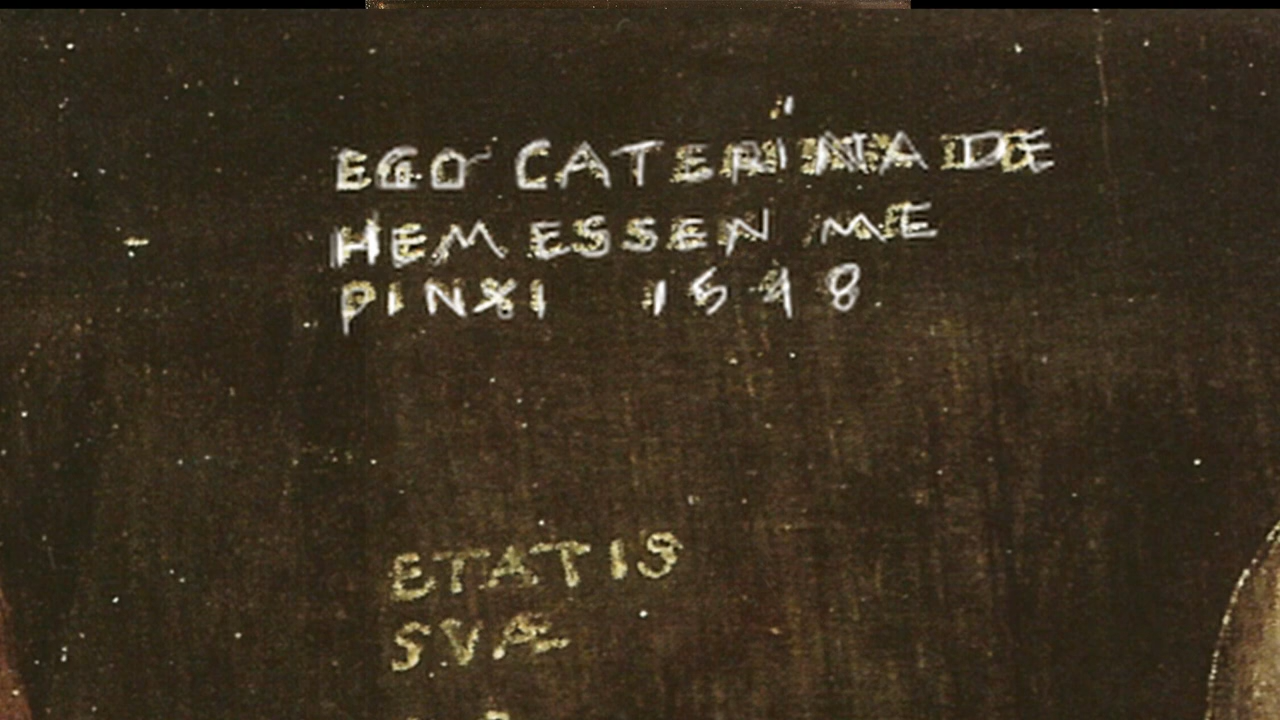 EGO CATERINA DE
HEMESSEN ME
PINXI 1548
ETATIS
SVÆ